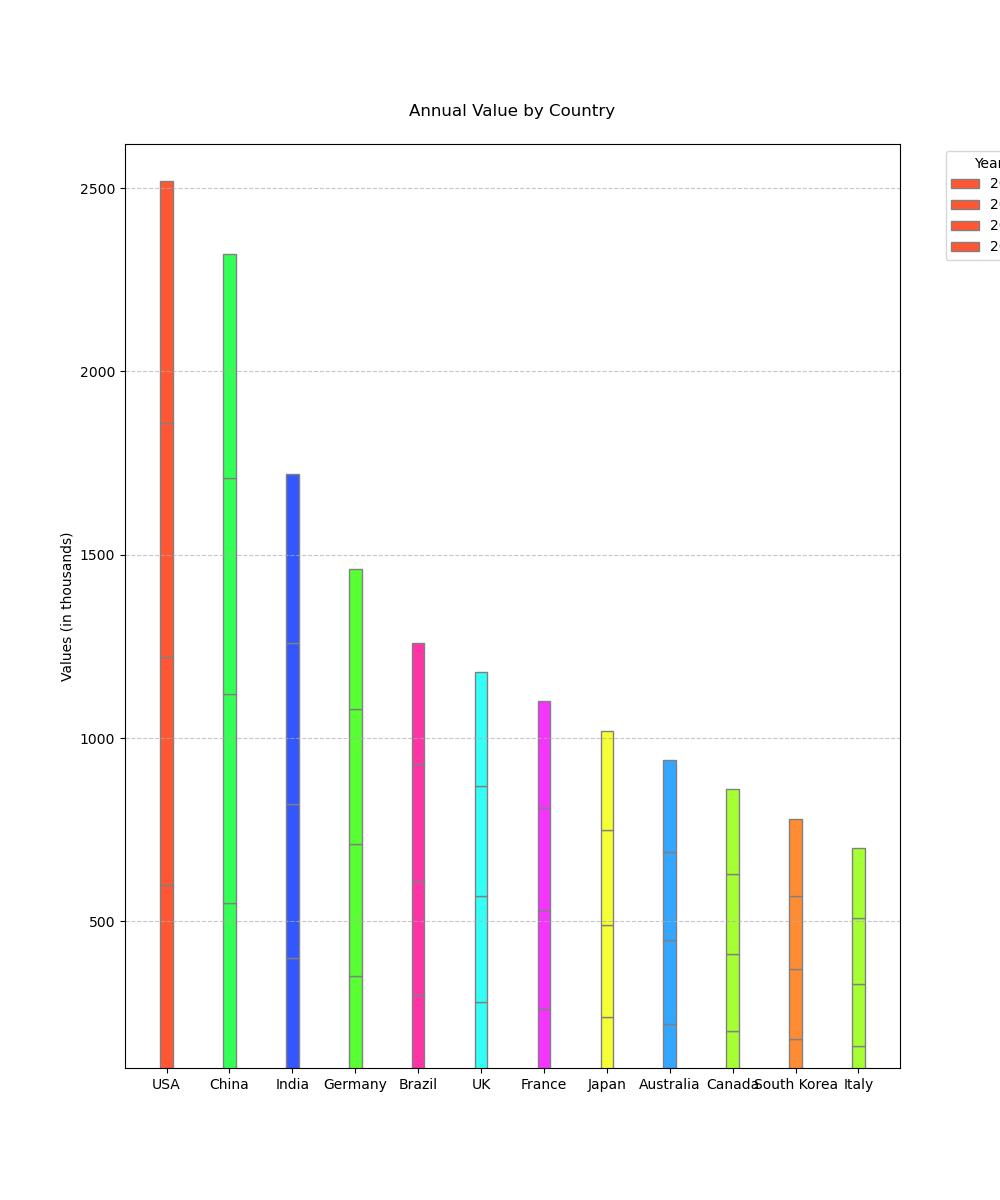 Annual Value by Country
2500
2000
1500
1000
500
Values (in thousands)
USA China India Germany Brazil UK France Japan Australia Canada South Korea Italy